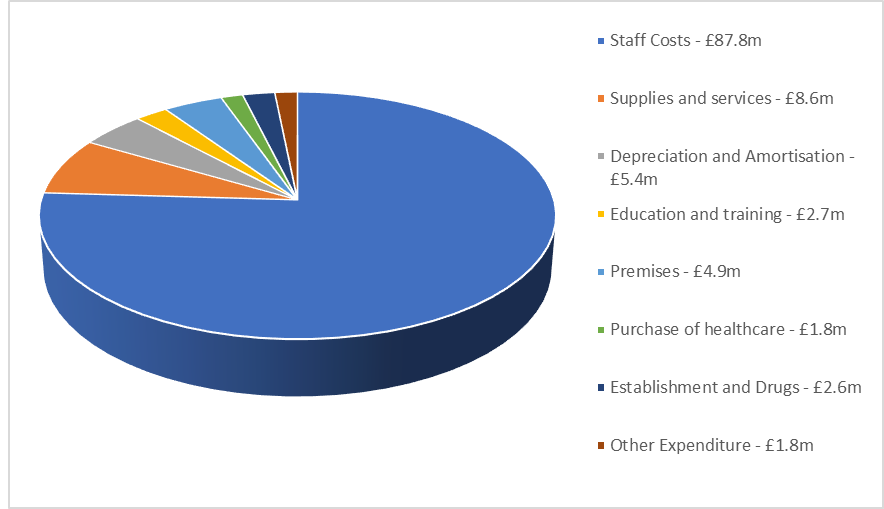 Staff Costs - £87.8m
Supplies and services - £8.6m
Depreciation and Amortisation -
£5.4m
Education and training - £2.7m
Premises - £4.9m
Purchase of healthcare - £1.8m
Establishment and Drugs - £2.6m
Other Expenditure - £1.8m